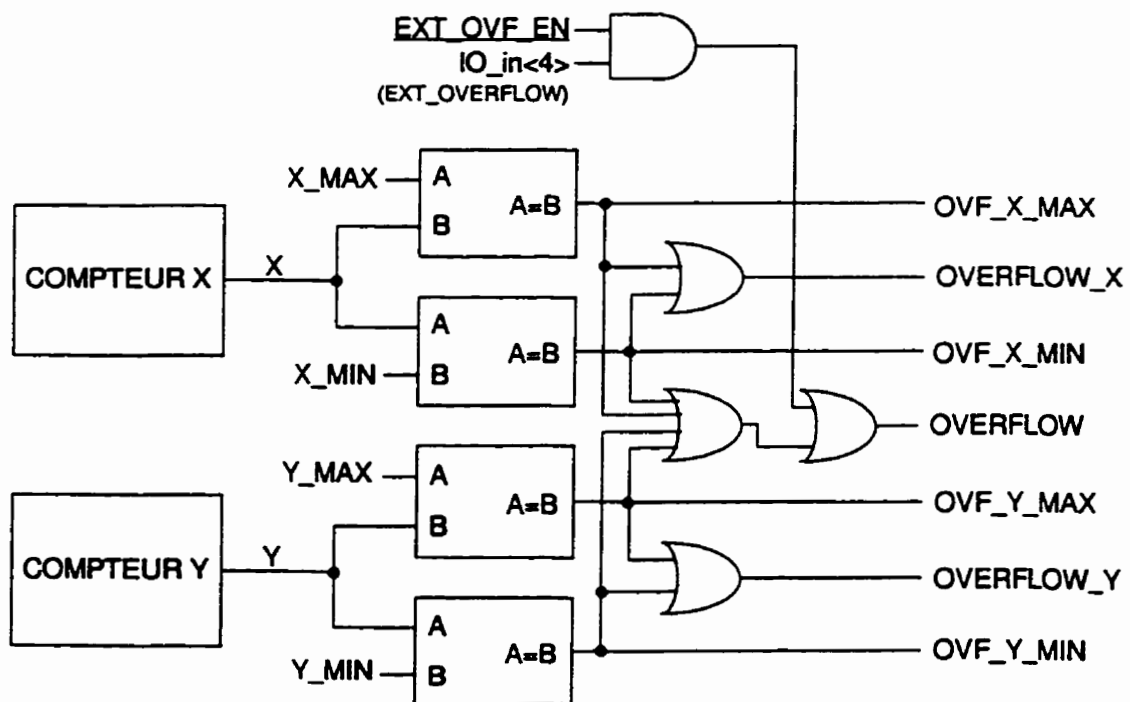 EXT_OVF_EN
IO_in<4>
(EXT_OVERFLOW)
X_MAX
A
B
A=B
OVF_X_MAX
COMPTEUR X
X
OVERFLOW_X
A
B
A=B
X_MIN
OVF_X_MIN
OVERFLOW
Y_MAX
A
B
A=B
OVF_Y_MAX
COMPTEUR Y
Y
OVERFLOW_Y
A
B
A=B
Y_MIN
OVF_Y_MIN